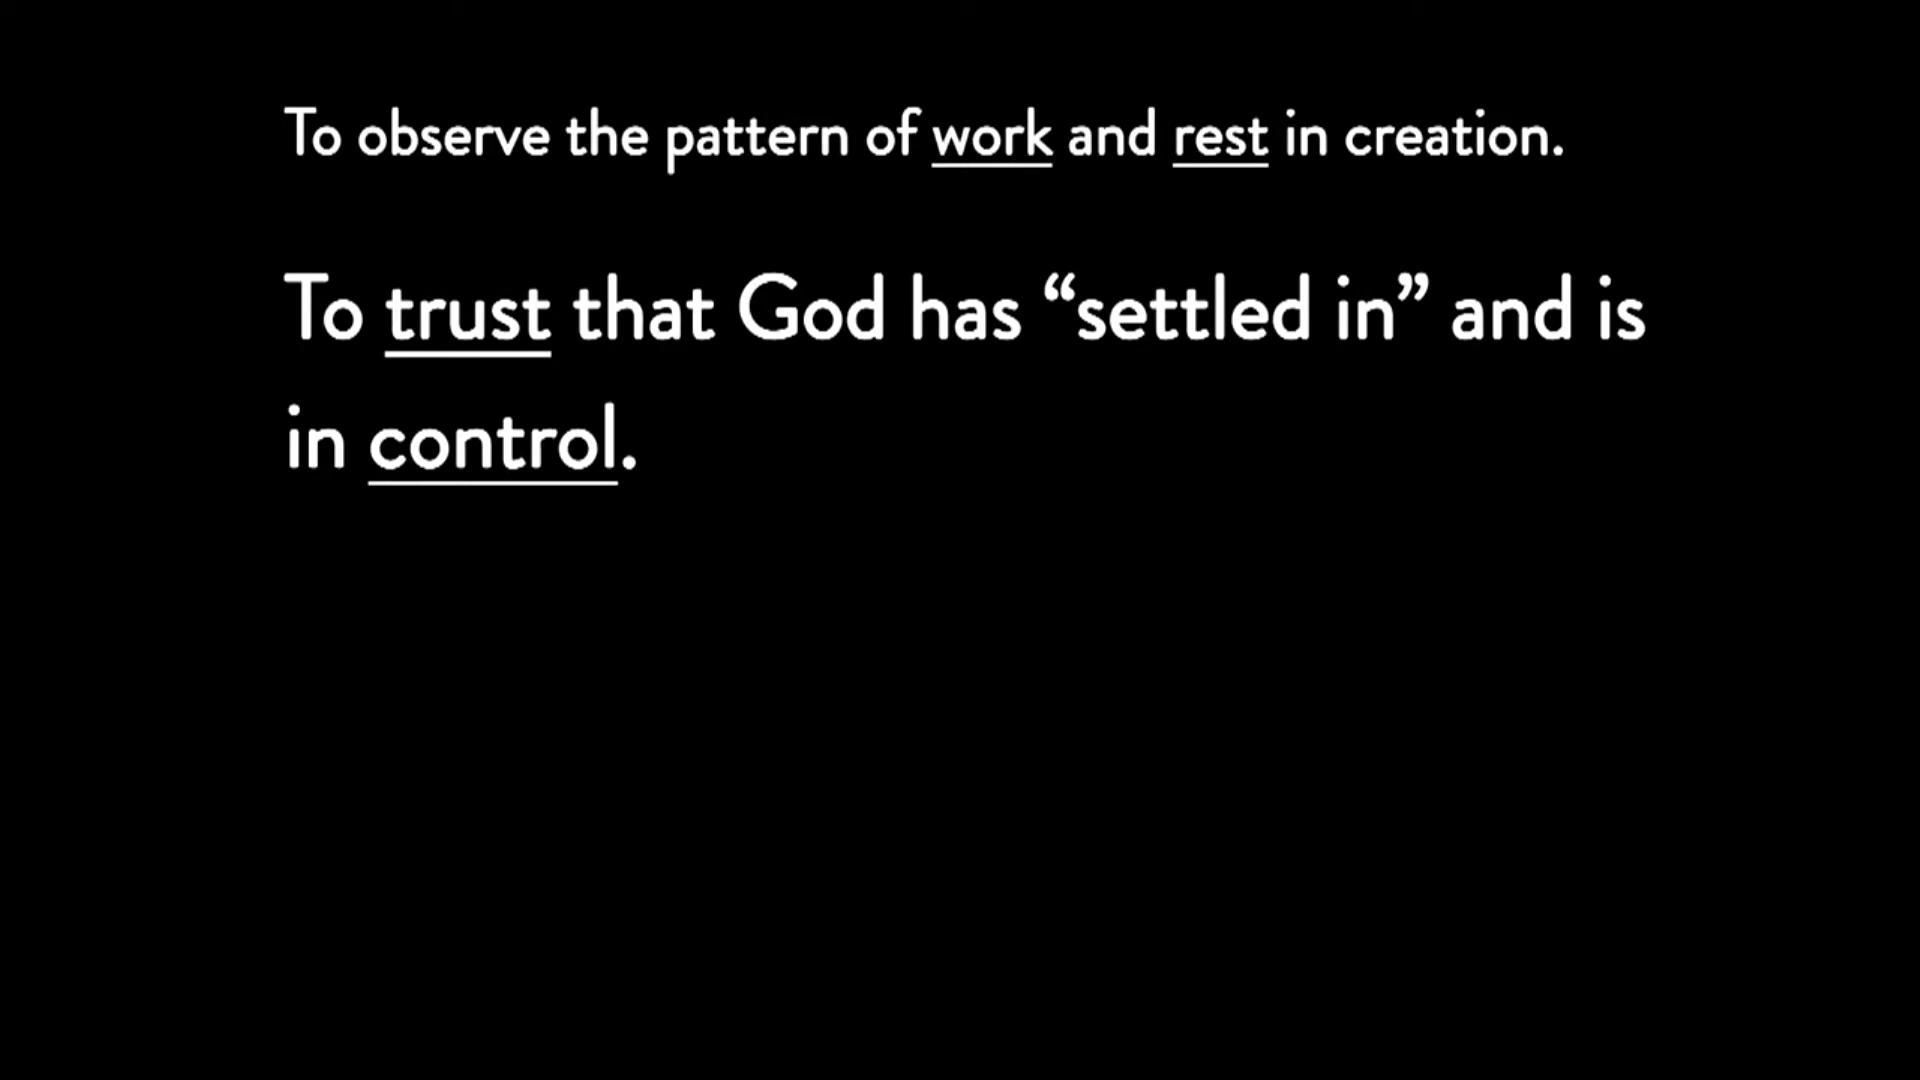 To observe the pattern of work and rest in creation.
To trust that God has “settled in” and is
in control.